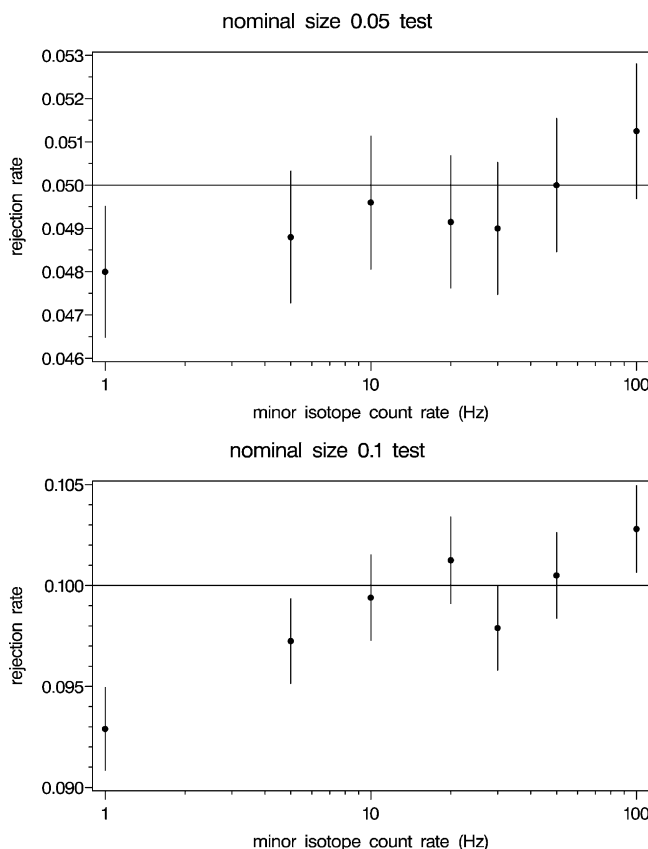 nominal size 0.05 test
0.053
0.052
0.051
0.050
0.049
0.048
0.047
0.046
rejection rate
1 10 100
minor isotope count rate (Hz)
nominal size 0.1 test
0.105
0.100
0.095
0.090
rejection rate
1 10 100
minor isotope count rate (Hz)